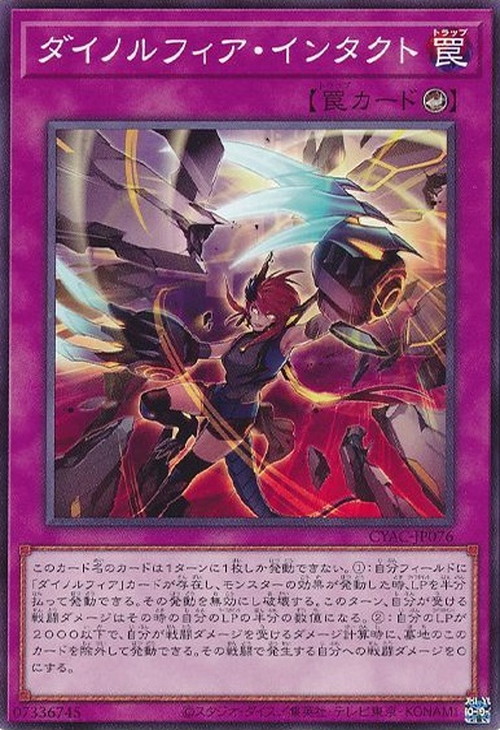 ダイノルフィア・インタクト
トラップ
罠
トラップ
【罠カード】
CYAC-JP076
このカード名のカードは1ターンに1枚しか発動できない。①:自分フィールドに
「ダイノルフィア」カードが存在し、モンスターの効果が発動した時、LPを半分
払って発動できる。その発動を無効にし破壊する。このターン、自分が受ける
戦闘ダメージはその時の自分のLPの半分の数値になる。②:自分のLPが
2000以下で、自分が戦闘ダメージを受けるダメージ計算時に、墓地のこの
カードを除外して発動できる。その戦闘で発生する自分への戦闘ダメージを0
にする。
07336745
©スタジオ・ダイス/集英社・テレビ東京・KONAMI